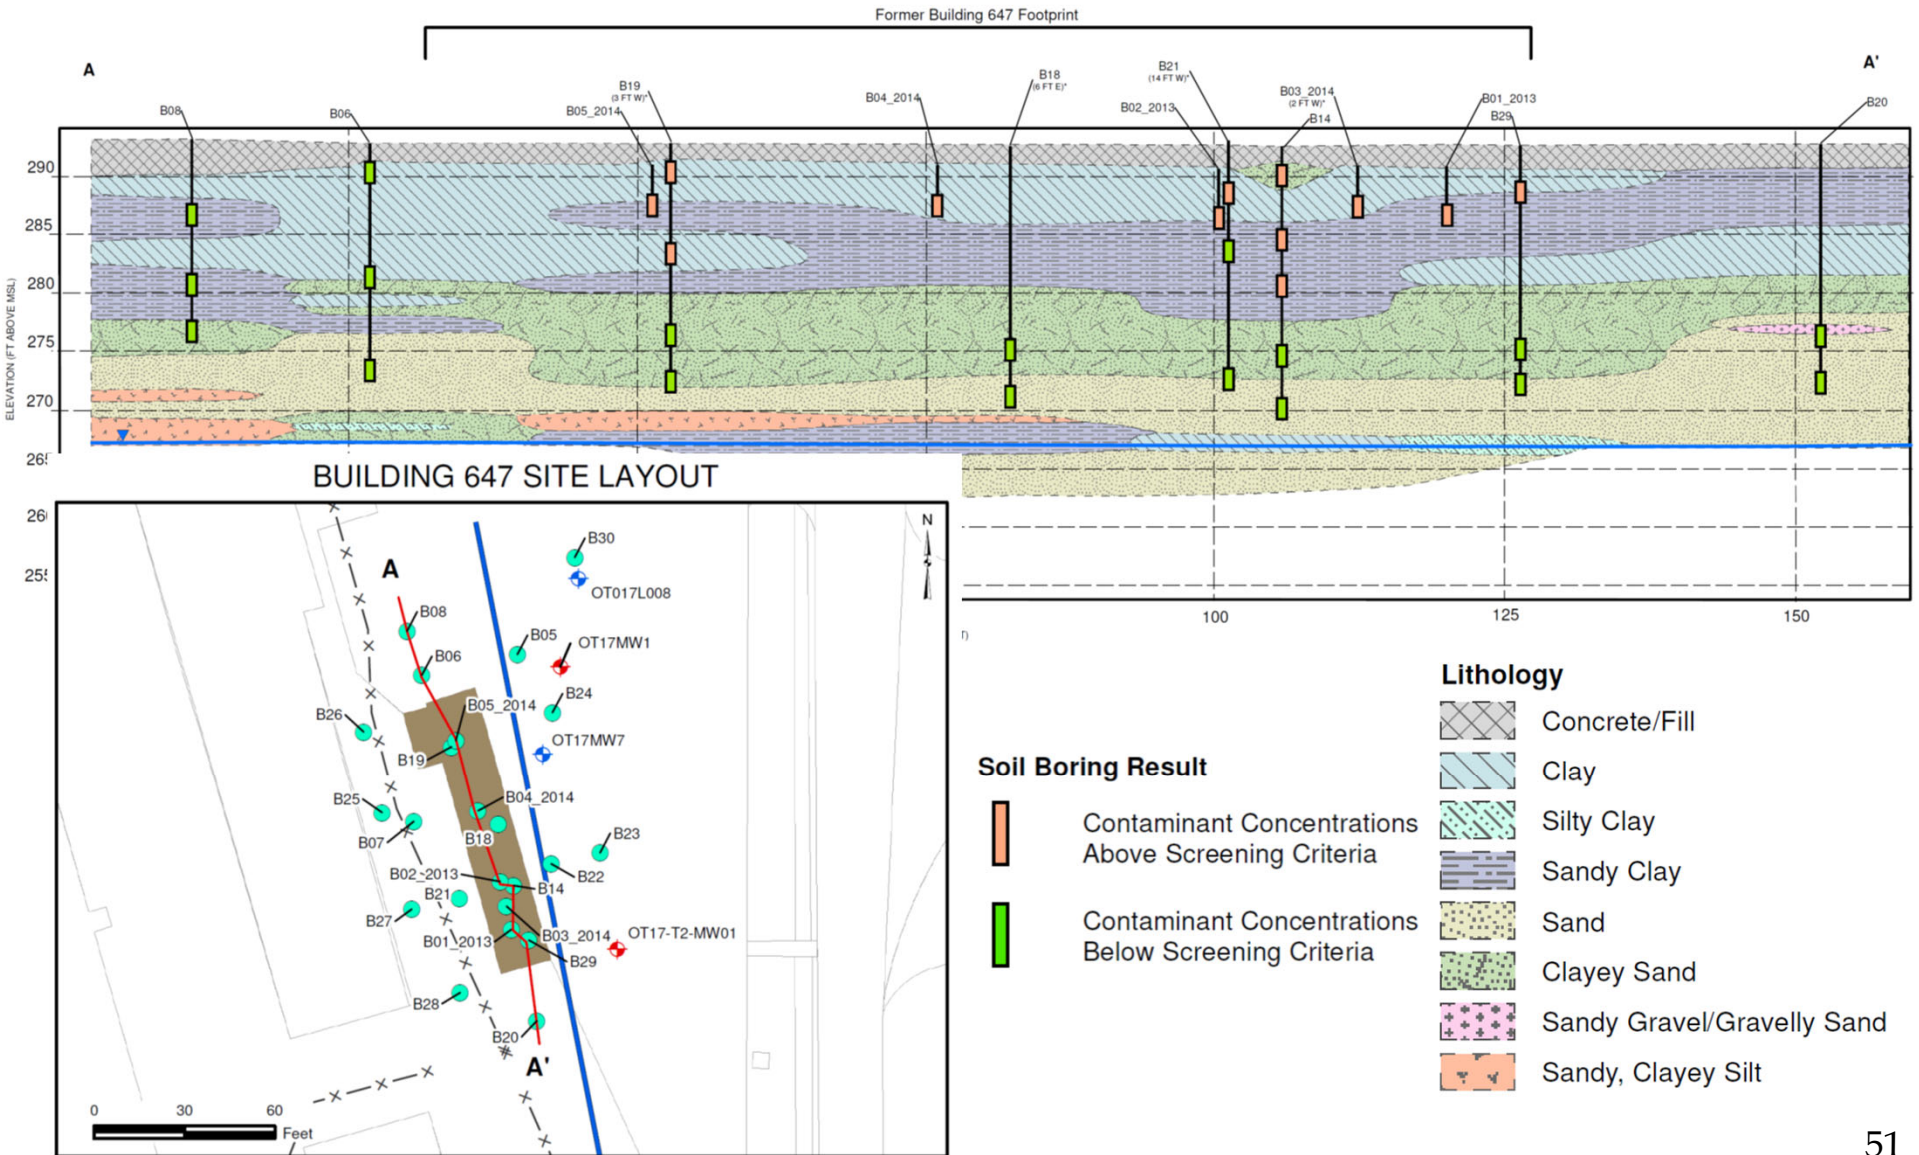 Former Building 647 Footprint
A
A'
B08
B06
B19
(3 FT W)*
B05_2014
B04_2014
B18
(6 FT E)*
B21
(14 FT W)*
B02_2013
B03_2014
(2 FT W)*
B14
B01_2013
B29
B20
ELEVATION (FT ABOVE MSL)
290
285
280
275
270
100
125
150
BUILDING 647 SITE LAYOUT
N
A
B30
OT017L008
B08
B05
OT17MW1
B06
B24
B05_2014
B26
OT17MW7
B19
B04_2014
B25
B07
B18
B23
B02_2013
B22
B14
B21
B27
B03_2014
OT17-T2-MW01
B01_2013
B29
B28
B20
A'
0 30 60
Feet
Soil Boring Result
Contaminant Concentrations
Above Screening Criteria
Contaminant Concentrations
Below Screening Criteria
Lithology
Concrete/Fill
Clay
Silty Clay
Sandy Clay
Sand
Clayey Sand
Sandy Gravel/Gravelly Sand
Sandy, Clayey Silt
51